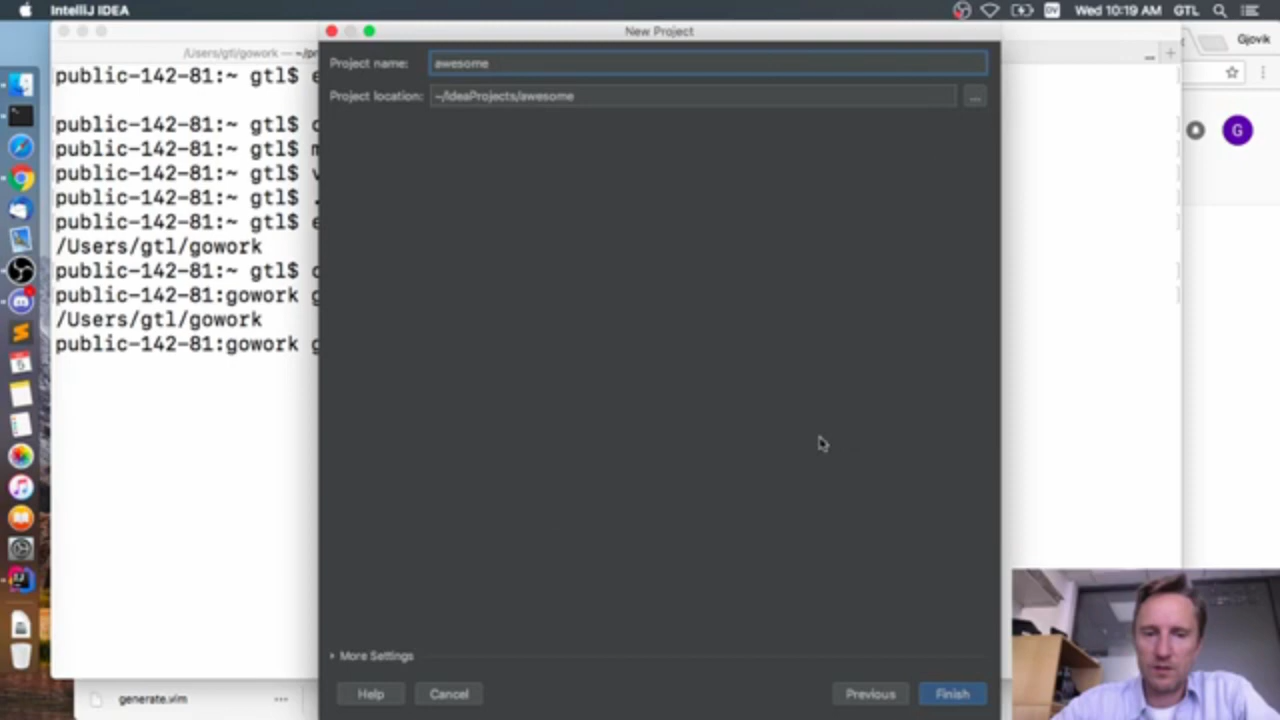 IntelliJ IDEA
Wed 10:19 AM GTL
/Users/gtl/gowork — ~/pr
New Project
Gjovik
public-142-81:~ gtl$ e
Project name: awesome
Project location: ~/IdeaProjects/awesome
...
public-142-81:~ gtl$ c
public-142-81:~ gtl$ m
G
public-142-81:~ gtl$ v
public-142-81:~ gtl$ .
public-142-81:~ gtl$ e
/Users/gtl/gowork
public-142-81:~ gtl$ c
public-142-81:gowork g
/Users/gtl/gowork
public-142-81:gowork g
More Settings
Help
Cancel
Previous
Finish
generate.vim